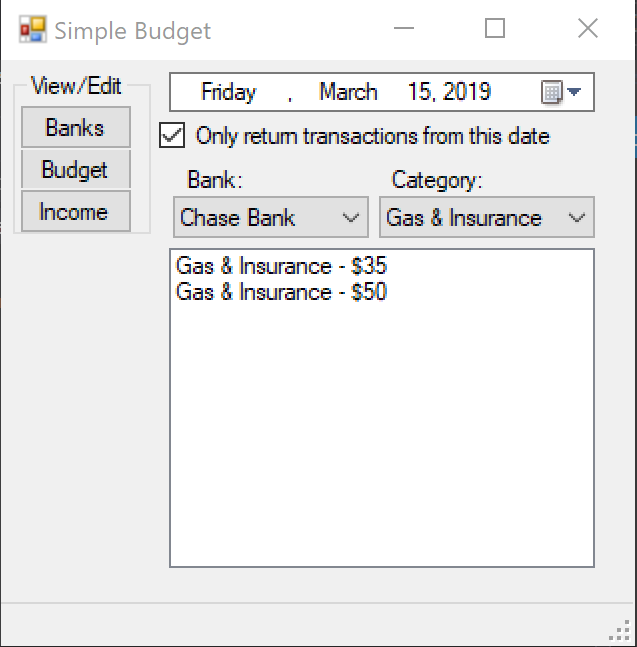 Simple Budget
View/Edit
Banks
Budget
Income
Friday , March 15, 2019
Only return transactions from this date
Bank: Category:
Chase Bank Gas & Insurance
Gas & Insurance - $35
Gas & Insurance - $50